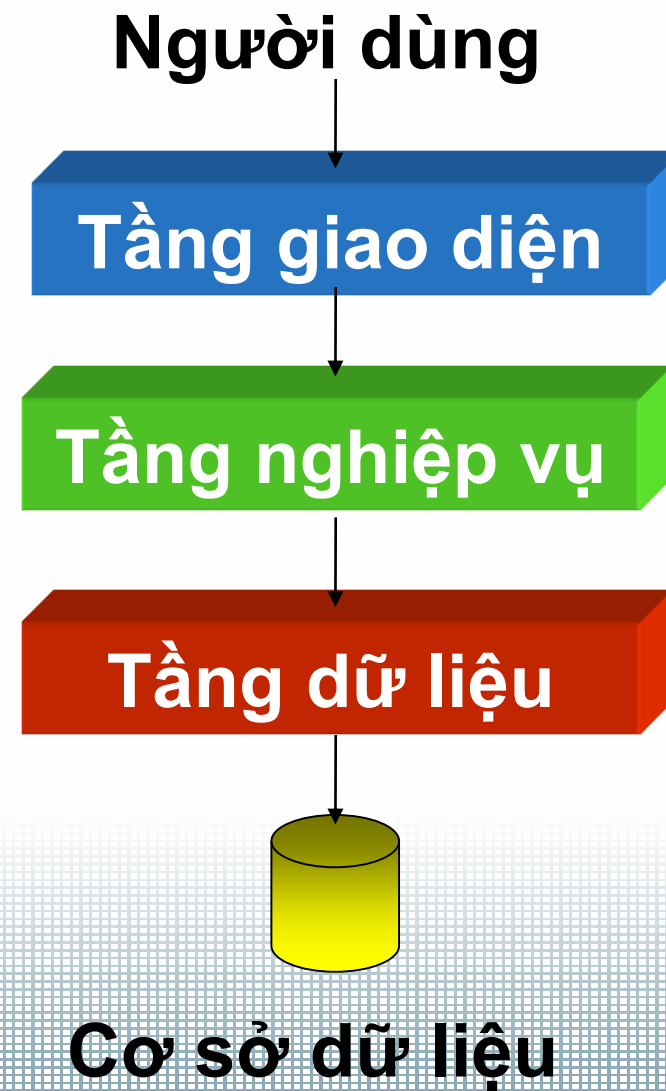 Người dùng
Tầng giao diện
Tầng nghiệp vụ
Tầng dữ liệu
Cơ sở dữ liệu